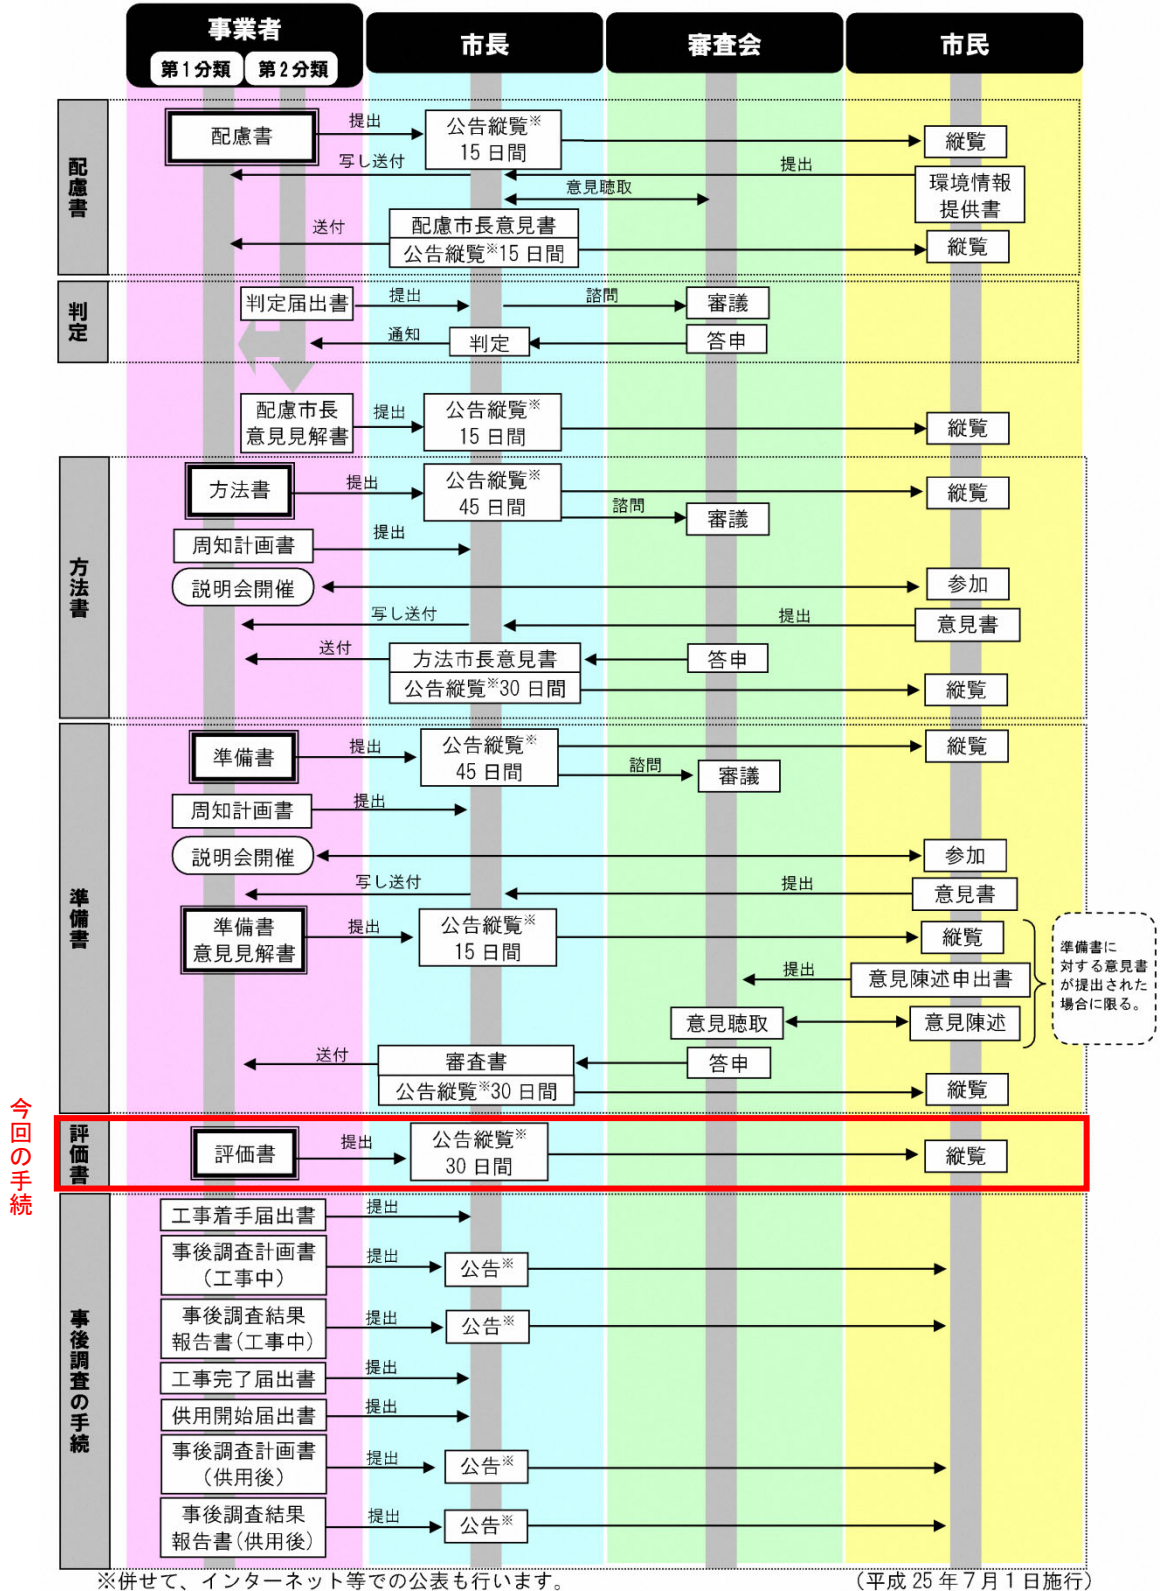 事業者
第1分類
第2分類
市長
審査会
市民
配慮書
配慮書
提出
公告縦覧※
15日間
縦覧
写し送付
提出
環境情報
提供書
意見聴取
送付
配慮市長意見書
公告縦覧※15日間
縦覧
判定
判定届出書
提出
諮問
審議
通知
判定
答申
配慮市長
意見見解書
提出
公告縦覧※
15日間
縦覧
方法書
方法書
提出
公告縦覧※
45日間
縦覧
諮問
審議
周知計画書
提出
説明会開催
参加
写し送付
提出
意見書
送付
方法市長意見書
公告縦覧※30日間
答申
縦覧
準備書
準備書
提出
公告縦覧※
45日間
縦覧
諮問
審議
周知計画書
提出
説明会開催
参加
写し送付
提出
意見書
準備書
意見見解書
提出
公告縦覧※
15日間
縦覧
提出
意見陳述申出書
意見聴取
意見陳述
準備書に
対する意見書
が提出された
場合に限る。
送付
審査書
公告縦覧※30日間
答申
縦覧
今回の手続
評価書
評価書
提出
公告縦覧※
30日間
縦覧
事後調査の手続
工事着手届出書
提出
事後調査計画書
(工事中)
提出
公告※
事後調査結果
報告書(工事中)
提出
公告※
工事完了届出書
提出
供用開始届出書
提出
事後調査計画書
(供用後)
提出
公告※
事後調査結果
報告書(供用後)
提出
公告※
※併せて、インターネット等での公表も行います。
(平成25年7月1日施行)